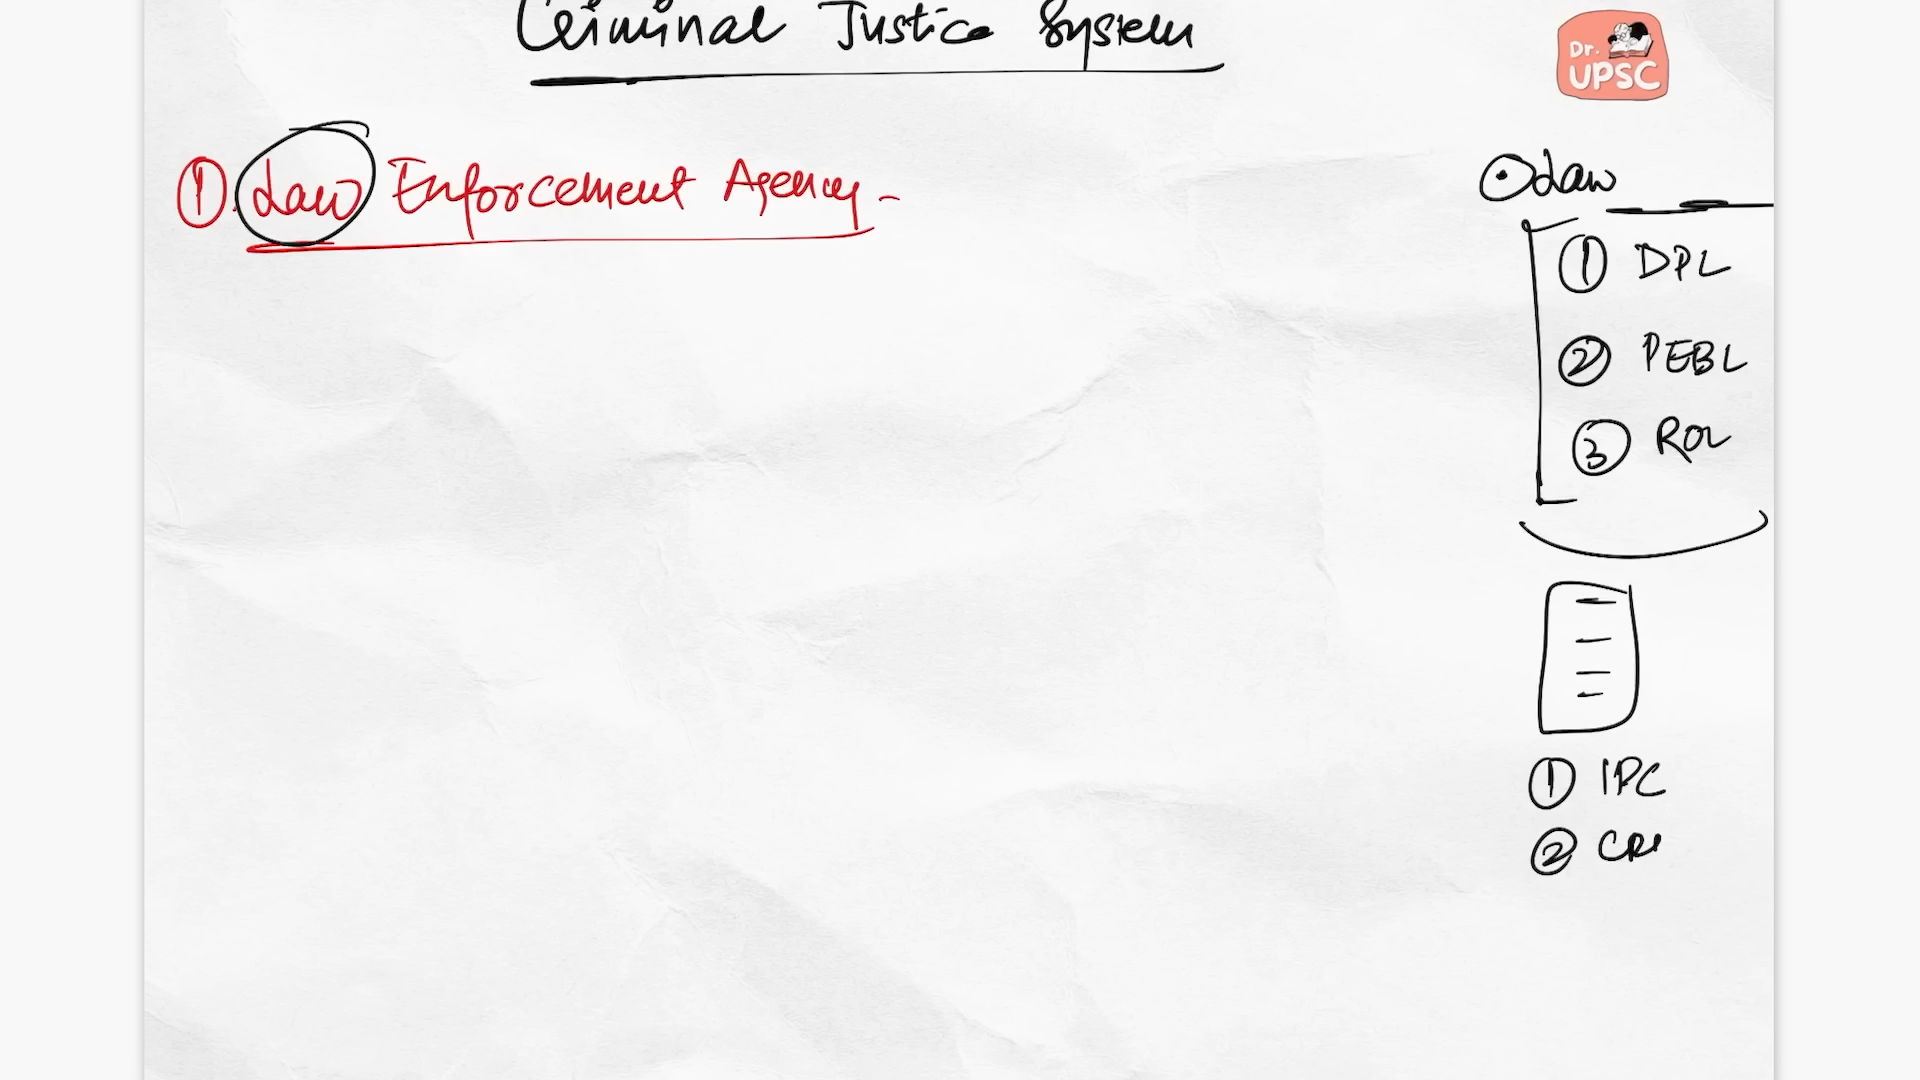 Criminal Justice System
Dr.
UPSC
① Law Enforcement Agency -
⊙ Law
① DPL
② PEBL
③ ROL
① IPC
② CR